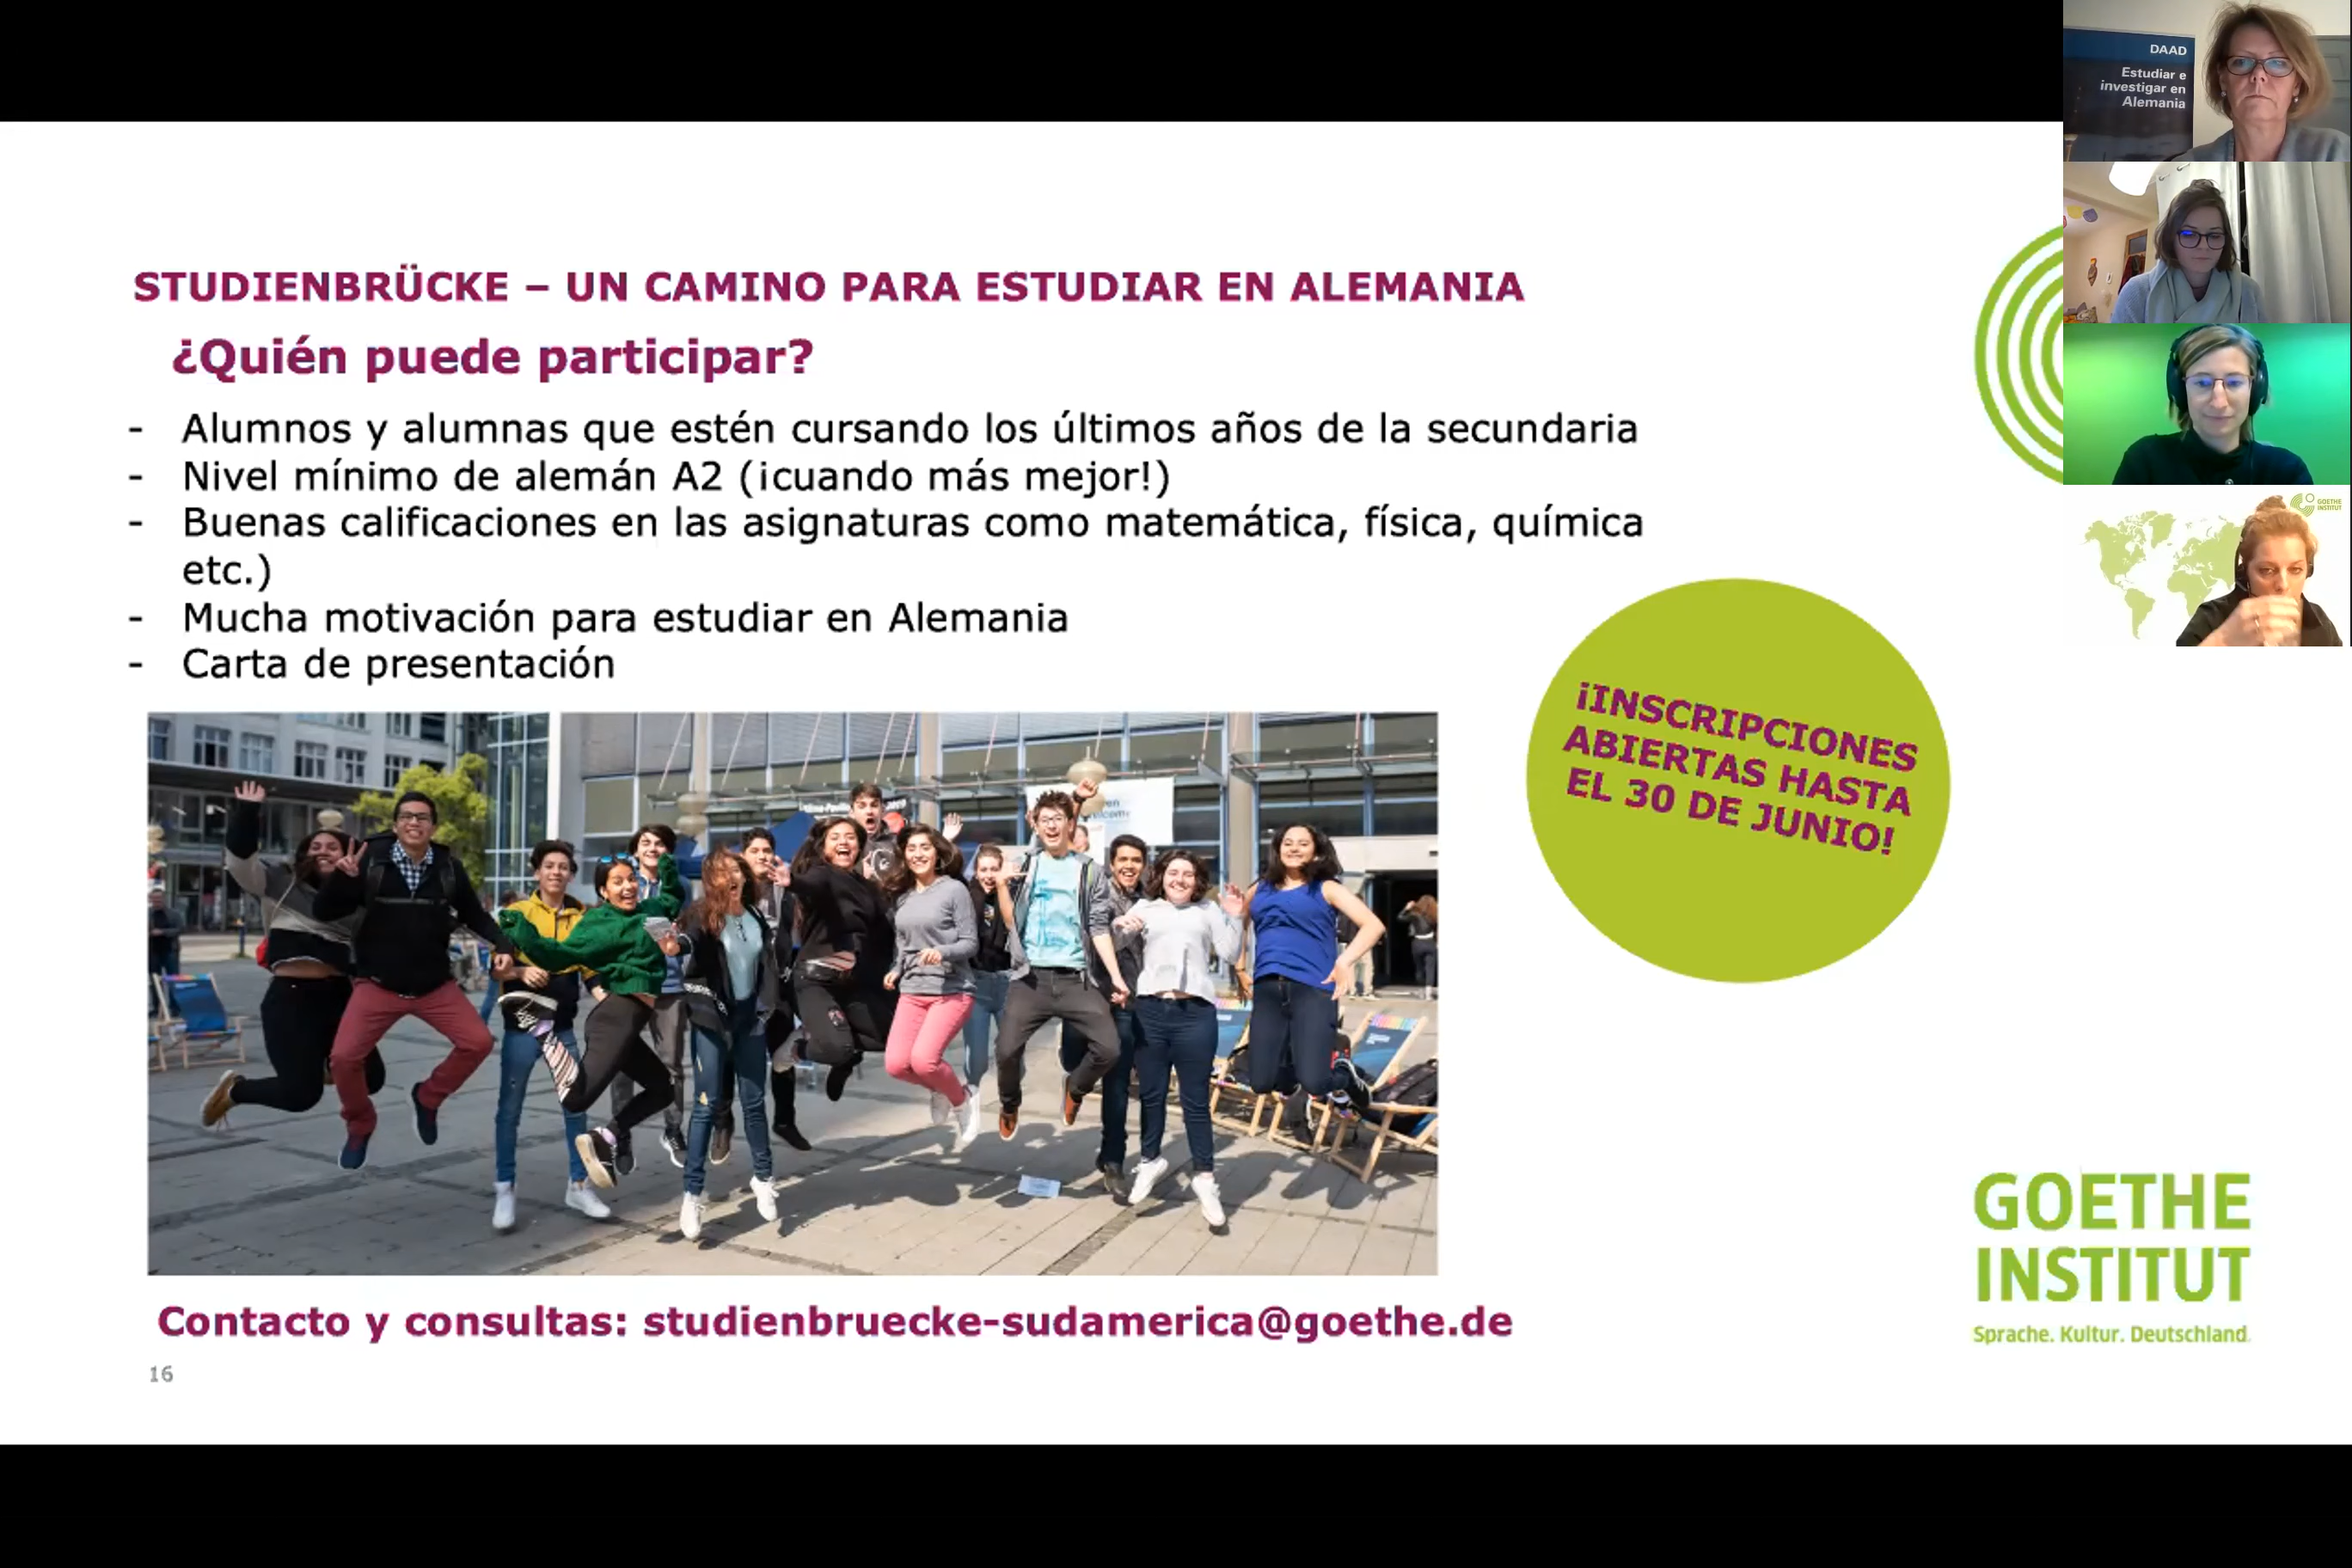 STUDIENBRÜCKE – UN CAMINO PARA ESTUDIAR EN ALEMANIA
¿Quién puede participar?
- Alumnos y alumnas que estén cursando los últimos años de la secundaria
- Nivel mínimo de alemán A2 (¡cuando más mejor!)
- Buenas calificaciones en las asignaturas como matemática, física, química
etc.)
- Mucha motivación para estudiar en Alemania
- Carta de presentación
¡INSCRIPCIONES
ABIERTAS HASTA
EL 30 DE JUNIO!
Contacto y consultas: studienbruecke-sudamerica@goethe.de
16
GOETHE
INSTITUT
Sprache. Kultur. Deutschland.
DAAD
Estudiar e
investigar en
Alemania
GOETHE
INSTITUT